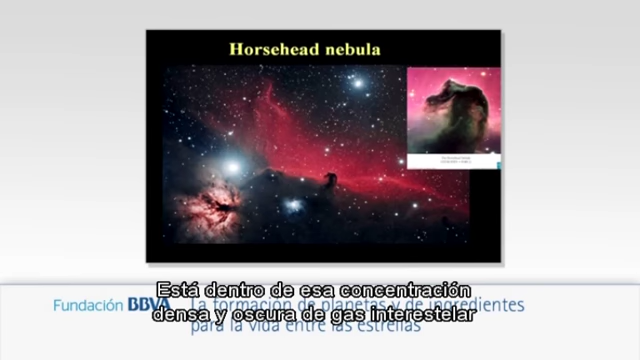 Horsehead nebula
Está dentro de esa concentración
densa y oscura de gas interestelar
Fundación BBVA
La formación de planetas y de ingredientes
para la vida entre las estrellas